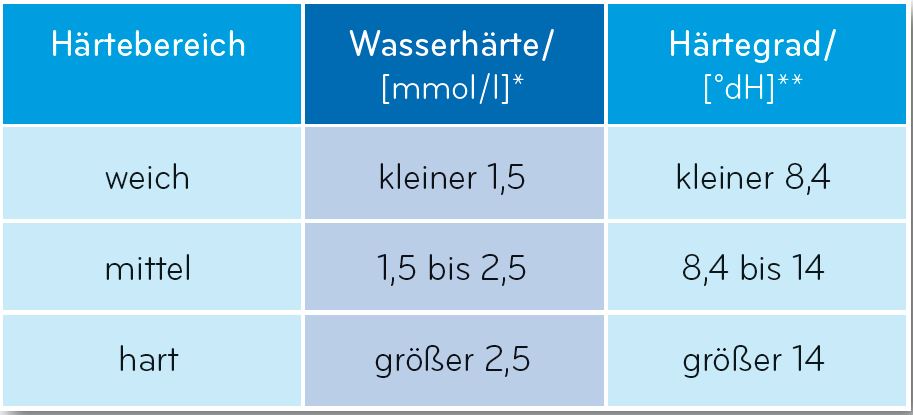 Härtebereich Wasserhärte/ Härtegrad/
[mmol/l]* [°dH]**
weich kleiner 1,5 kleiner 8,4
mittel 1,5 bis 2,5 8,4 bis 14
hart größer 2,5 größer 14